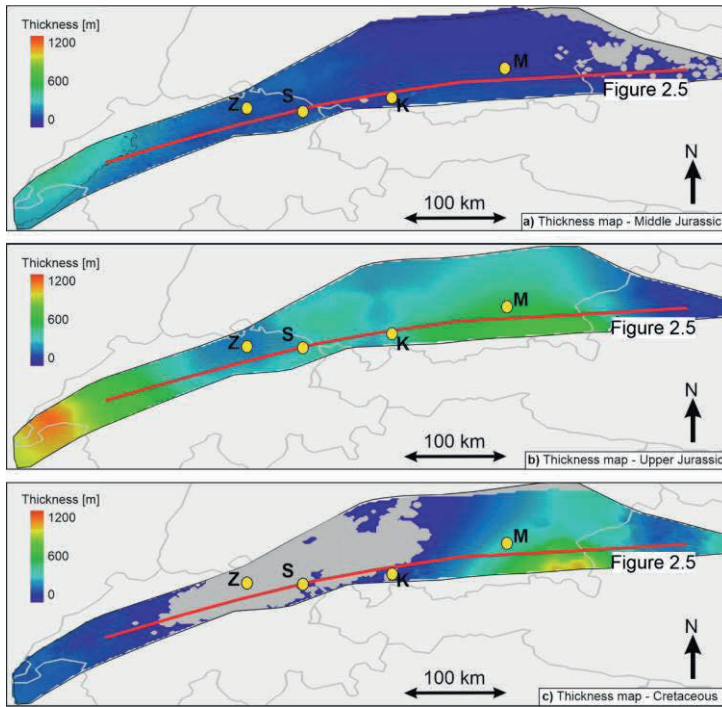 Thickness [m]
1200
600
0
Z
S
K
M
Figure 2.5
N
100 km
a) Thickness map - Middle Jurassic
Thickness [m]
1200
600
0
Z
S
K
M
Figure 2.5
N
100 km
b) Thickness map - Upper Jurassic
Thickness [m]
1200
600
0
Z
S
K
M
Figure 2.5
N
100 km
c) Thickness map - Cretaceous